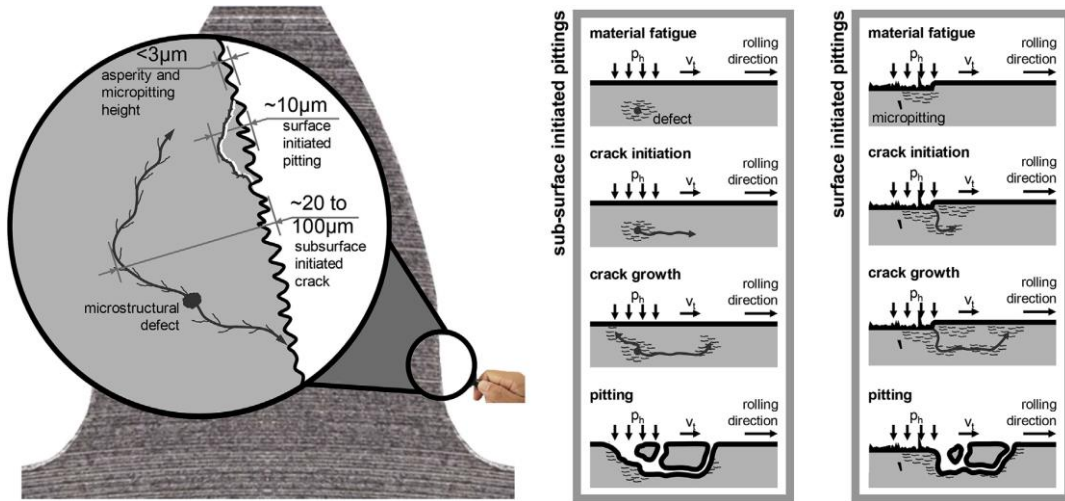 <3µm
asperity and
micropitting
height
~10µm
surface
initiated
pitting
~20 to
100µm
subsurface
initiated
crack
microstructural
defect
sub-surface initiated pittings
material fatigue
rolling
direction
pₕ
vₜ
defect
crack initiation
rolling
direction
pₕ
vₜ
crack growth
rolling
direction
pₕ
vₜ
pitting
rolling
direction
pₕ
vₜ
surface initiated pittings
material fatigue
rolling
direction
pₕ
vₜ
micropitting
crack initiation
rolling
direction
pₕ
vₜ
crack growth
rolling
direction
pₕ
vₜ
pitting
rolling
direction
pₕ
vₜ